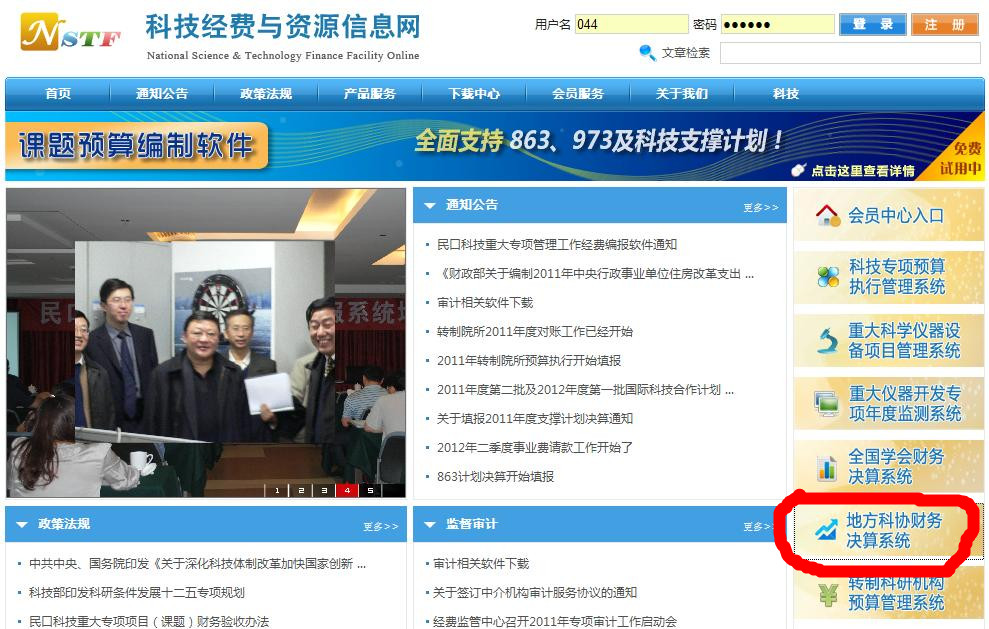 NSTF
科技经费与资源信息网
National Science & Technology Finance Facility Online
用户名 044 密码 ●●●●●● 登 录 注 册
文章检索
首页 通知公告 政策法规 产品服务 下载中心 会员服务 关于我们 科技
课题预算编制软件
全面支持 863、973及科技支撑计划！
点击这里查看详情
免费
试用中
民口
报系统
1 2 3 4 5
通知公告 更多>>
民口科技重大专项管理工作经费编报软件通知
《财政部关于编制2011年中央行政事业单位住房改革支出 ...
审计相关软件下载
转制院所2011年度对账工作已经开始
2011年转制院所预算执行开始填报
2011年度第二批及2012年度第一批国际科技合作计划 ...
关于填报2011年度支撑计划决算通知
2012年二季度事业费请款工作开始了
863计划决算开始填报
会员中心入口
科技专项预算
执行管理系统
重大科学仪器设
备项目管理系统
重大仪器开发专
项年度监测系统
全国学会财务
决算系统
地方科协财务
决算系统
转制科研机构
预算管理系统
政策法规 更多>>
中共中央、国务院印发《关于深化科技体制改革加快国家创新 ...
科技部印发科研条件发展十二五专项规划
民口科技重大专项项目（课题）财务验收办法
监督审计 更多>>
审计相关软件下载
关于签订中介机构审计服务协议的通知
经费监管中心召开2011年专项审计工作启动会